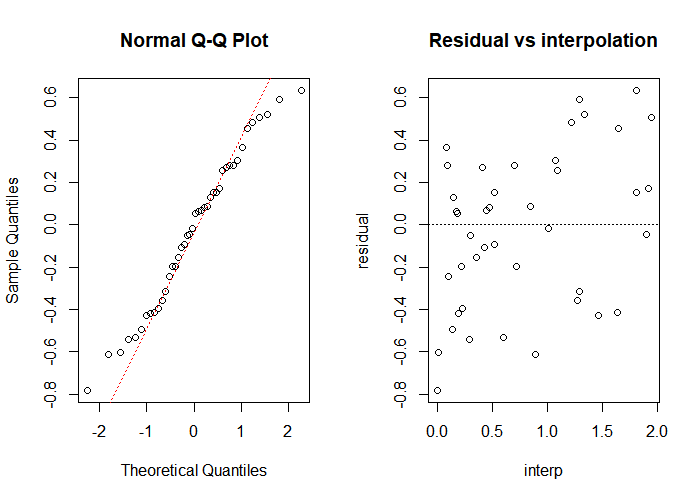 Normal Q-Q Plot
Sample Quantiles
-0.8 -0.6 -0.4 -0.2 0.0 0.2 0.4 0.6
-2 -1 0 1 2
Theoretical Quantiles
Residual vs interpolation
residual
-0.8 -0.6 -0.4 -0.2 0.0 0.2 0.4 0.6
0.0 0.5 1.0 1.5 2.0
interp